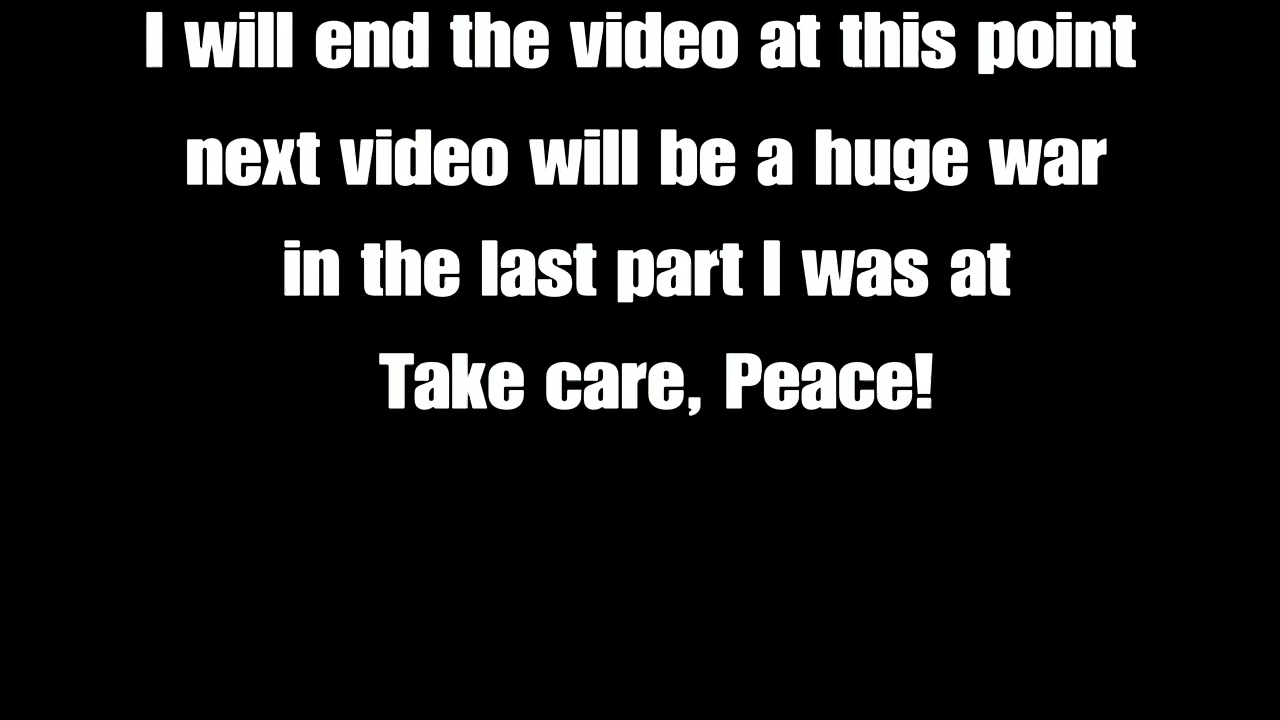 I will end the video at this point
next video will be a huge war
in the last part I was at
Take care, Peace!